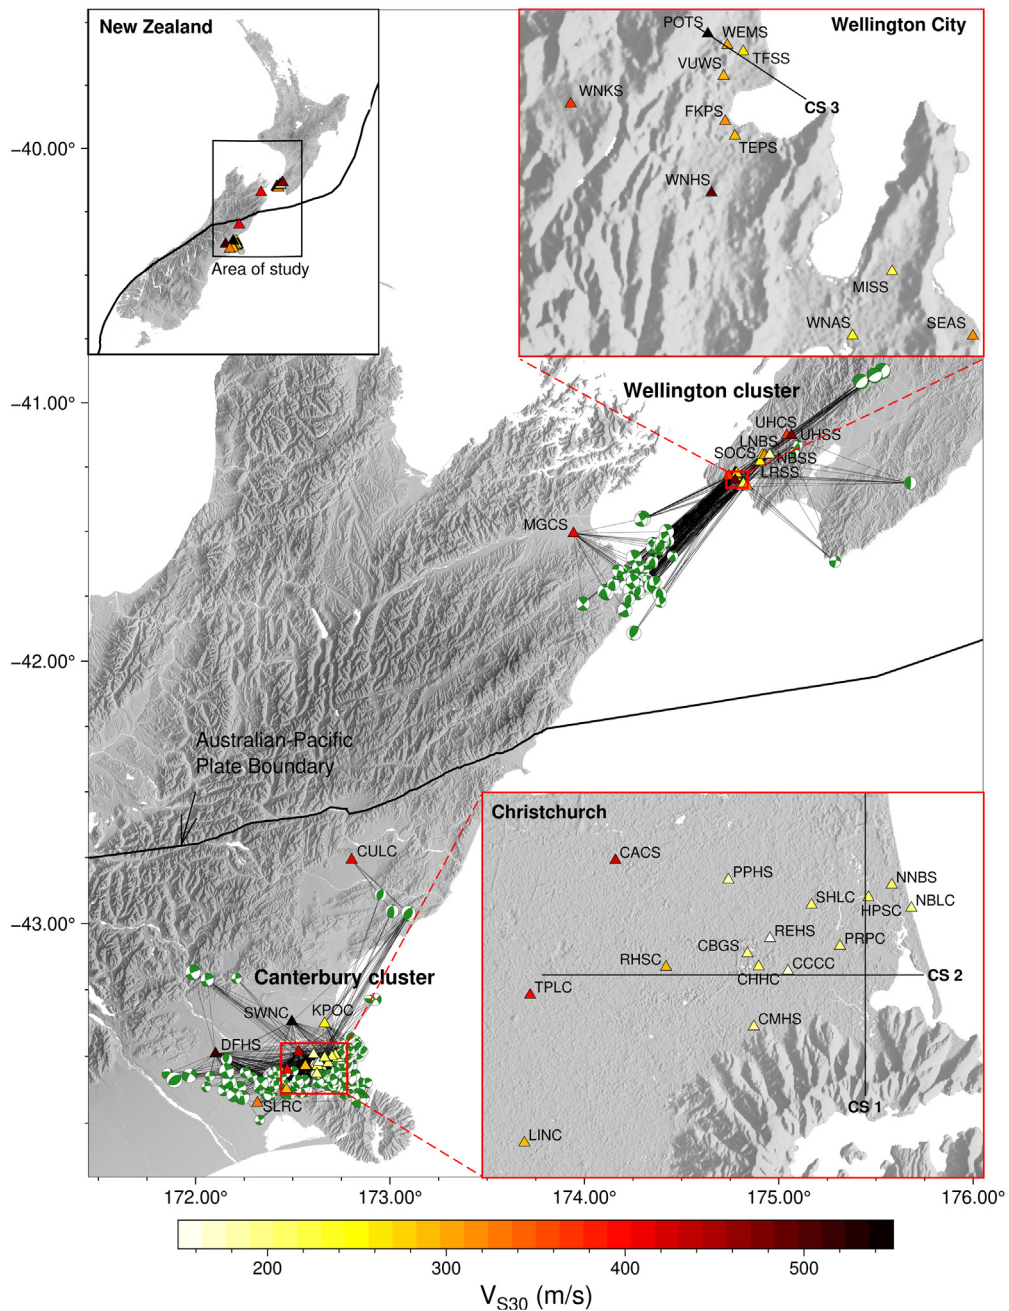 New Zealand
Area of study
Wellington City
POTS
WEMS
TFSS
VUWS
WNKS
CS 3
FKPS
TEPS
WNHS
MISS
WNAS
SEAS
−40.00°
−41.00°
−42.00°
−43.00°
Wellington cluster
UHCS
UHSS
LNBS
SOCS
NBSS
LRSS
MGCS
Australian-Pacific
Plate Boundary
CULC
Canterbury cluster
SWNC
KPOC
DFHS
SLRC
Christchurch
CACS
PPHS
NNBS
SHLC
HPSC
NBLC
REHS
PRPC
CBGS
RHSC
CHHC
CCCC
CS 2
TPLC
CMHS
CS 1
LINC
172.00° 173.00° 174.00° 175.00° 176.00°
200 300 400 500
V_S30 (m/s)